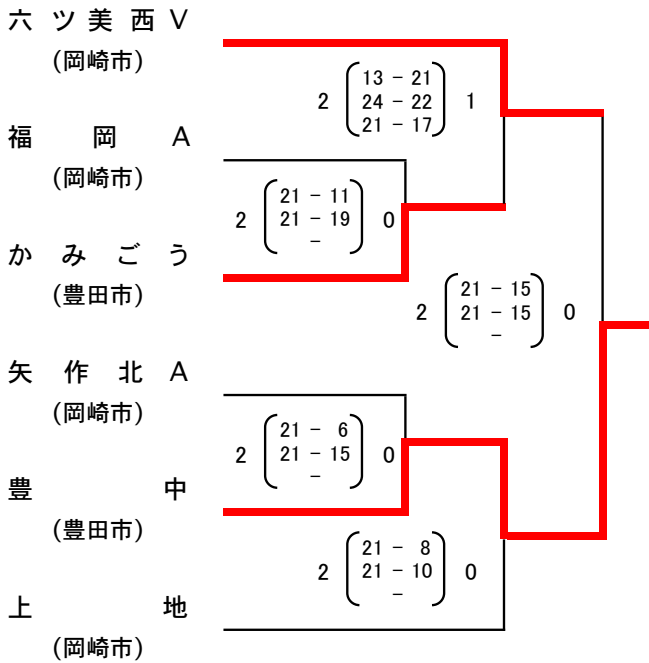 六ツ美西V
(岡崎市)
2 13 - 21 1
24 - 22
21 - 17
福岡A
(岡崎市)
2 21 - 11 0
21 - 19
-
かみごう
(豊田市)
2 21 - 15 0
21 - 15
-
矢作北A
(岡崎市)
2 21 - 6 0
21 - 15
-
豊中
(豊田市)
2 21 - 8 0
21 - 10
-
上地
(岡崎市)